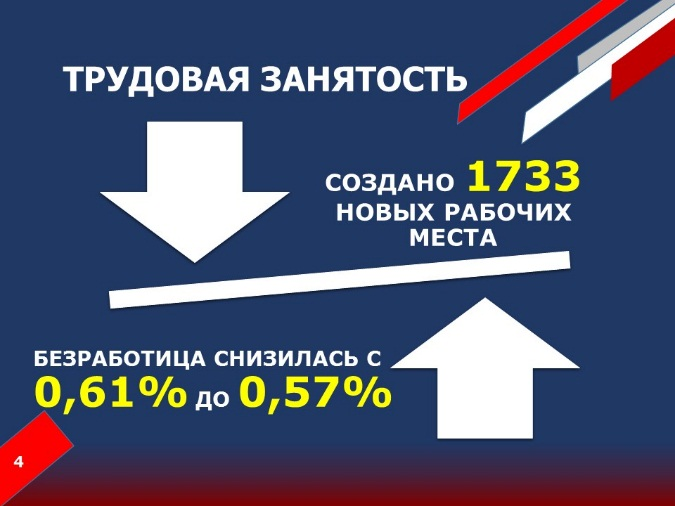 ТРУДОВАЯ ЗАНЯТОСТЬ
СОЗДАНО 1733
НОВЫХ РАБОЧИХ
МЕСТА
БЕЗРАБОТИЦА СНИЗИЛАСЬ С
0,61% ДО 0,57%
4